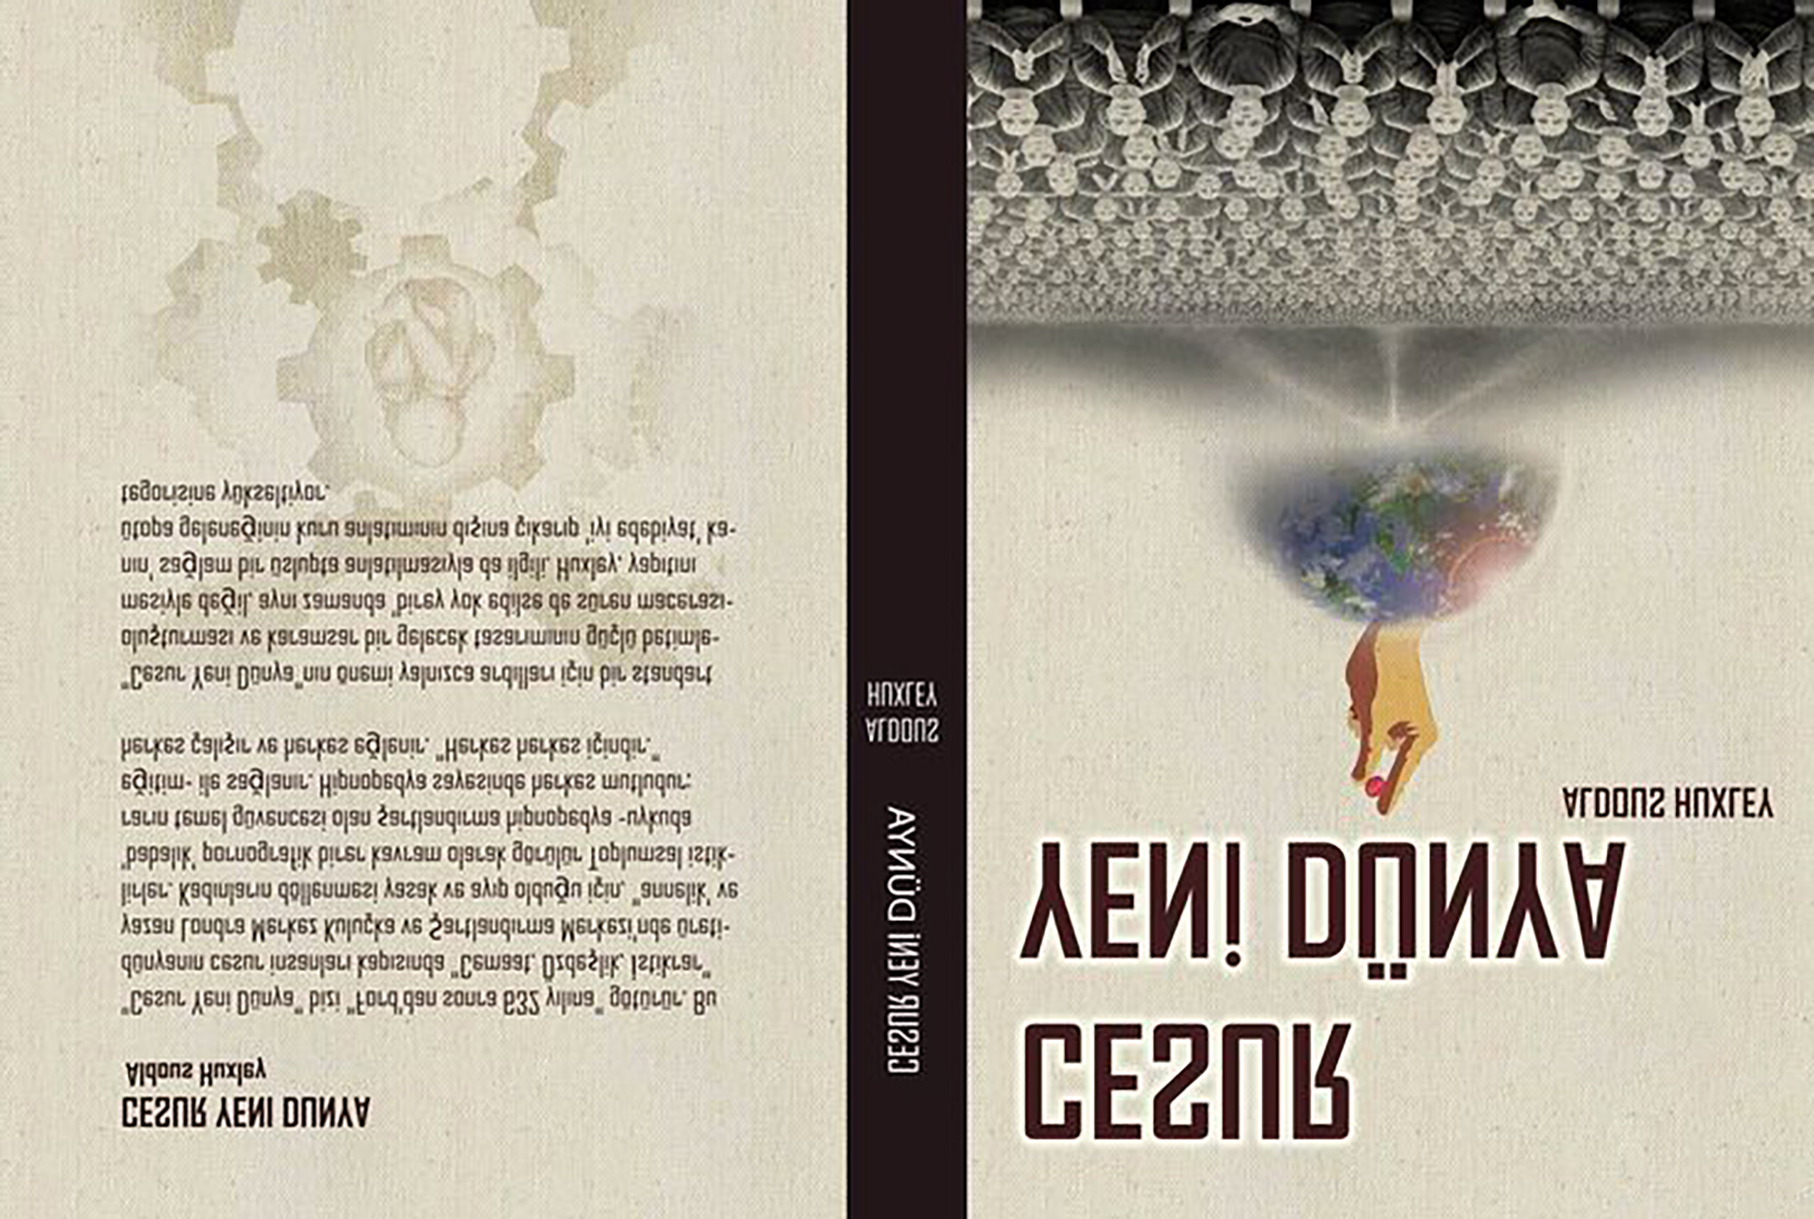 CESUR YENI DUNYA
Aldous Huxley
"Cesur Yeni Dünya" bizi "Ford'dan sonra 632 yılına" götürür. Bu
dünyanın cesur insanları kapısında "Cemaat, Özdeşlik, İstikrar"
yazan Londra Merkez Kuluçka ve Şartlandırma Merkezi'nde üreti-
lirler. Kadınların döllenmesi yasak ve ayıp olduğu için, "annelik' ve
'babalık' pornografik birer kavram olarak görülür Toplumsal istik-
rarın temel güvencesi olan şartlandırma hipnopedya -uykuda
eğitim- ile sağlanır. Hipnopedya sayesinde herkes mutludur;
herkes çalışır ve herkes eğlenir. "Herkes herkes içindir."
"Cesur Yeni Dünya"nın önemi yalnızca ardılları için bir standart
oluşturması ve karamsar bir gelecek tasarımının güçlü betimle-
mesiyle değil, aynı zamanda 'birey yok edilse de süren macerası-
nın' sağlam bir üslupta anlatılmasıyla da ilgili. Huxley, yapıtını
ütopa geleneğinin kuru anlatımının dışına çıkarıp 'iyi edebiyat' ka-
tegorisine yükseltiyor.
CESUR YENİ DÜNYA
ALDOUS
HUXLEY
CESUR
YENİ DÜNYA
ALDOUS HUXLEY